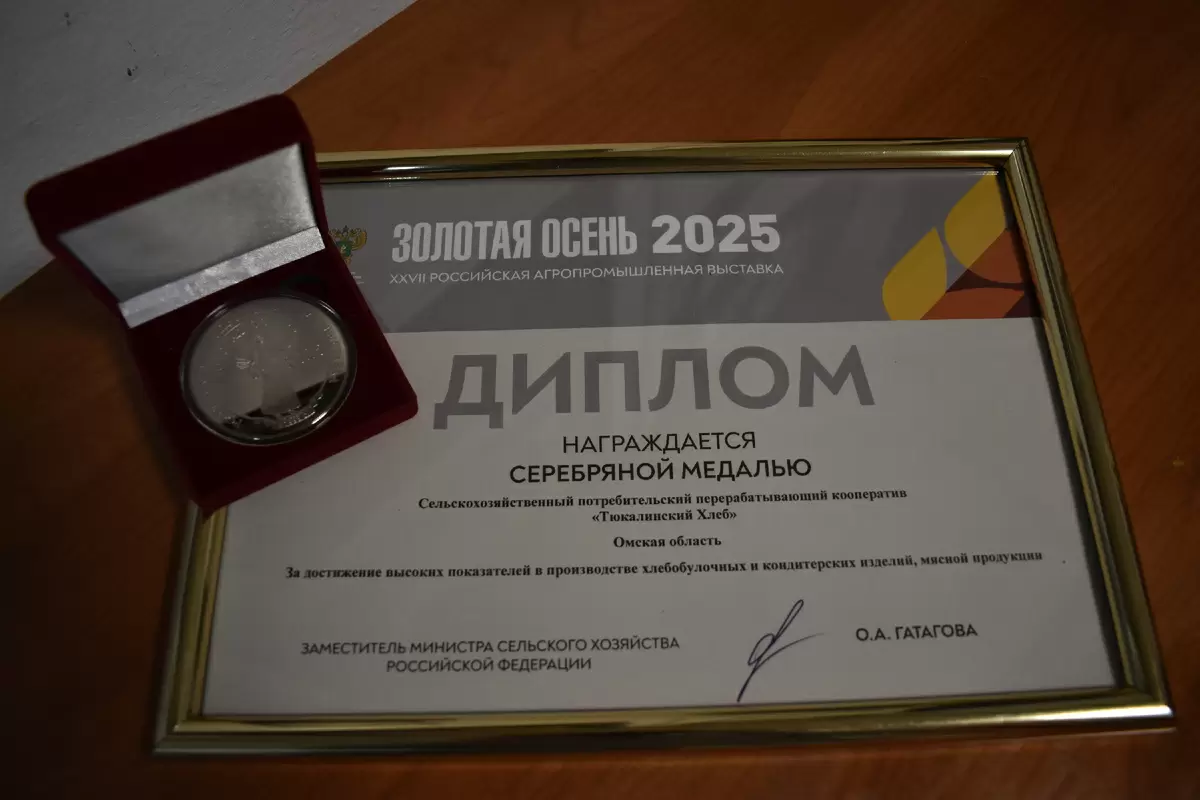 ЗОЛОТАЯ ОСЕНЬ 2025
XXVII РОССИЙСКАЯ АГРОПРОМЫШЛЕННАЯ ВЫСТАВКА
ДИПЛОМ
НАГРАЖДАЕТСЯ
СЕРЕБРЯНОЙ МЕДАЛЬЮ
Сельскохозяйственный потребительский перерабатывающий кооператив
«Тюкалинский Хлеб»
Омская область
За достижение высоких показателей в производстве хлебобулочных и кондитерских изделий, мясной продукции
ЗАМЕСТИТЕЛЬ МИНИСТРА СЕЛЬСКОГО ХОЗЯЙСТВА
РОССИЙСКОЙ ФЕДЕРАЦИИ
О.А. ГАТАГОВА